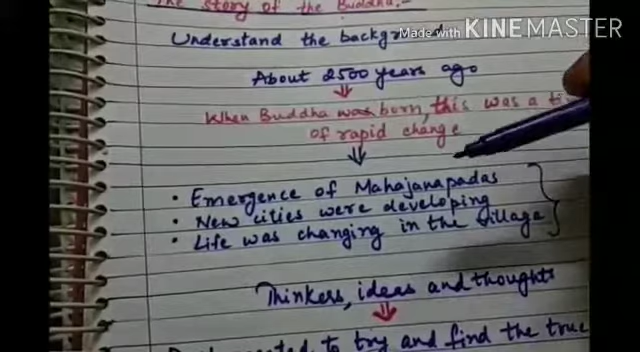 The story of the Buddha:-
Understand the backgr
Made with KINEMASTER
About 2500 years ago
When Buddha was born, this was a ti
of rapid change
• Emergence of Mahajanapadas
• New cities were developing
• Life was changing in the village
Thinkers, ideas and thoughts
to try and find the true